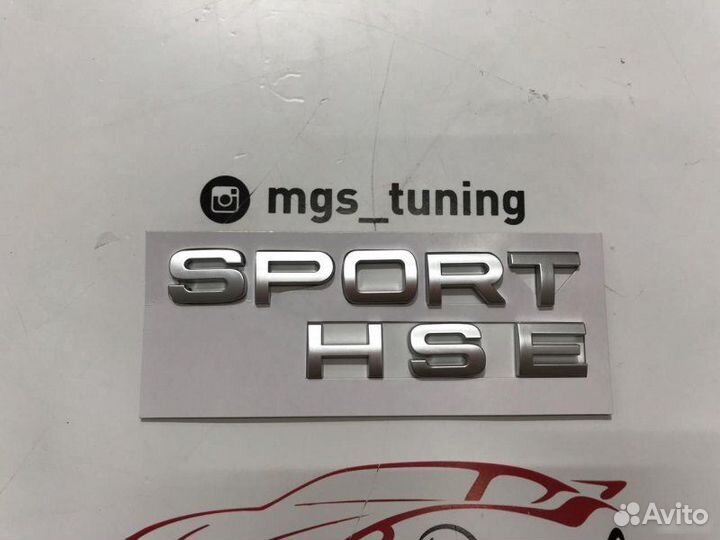 mgs_tuning
SPORT
HSE
Avito